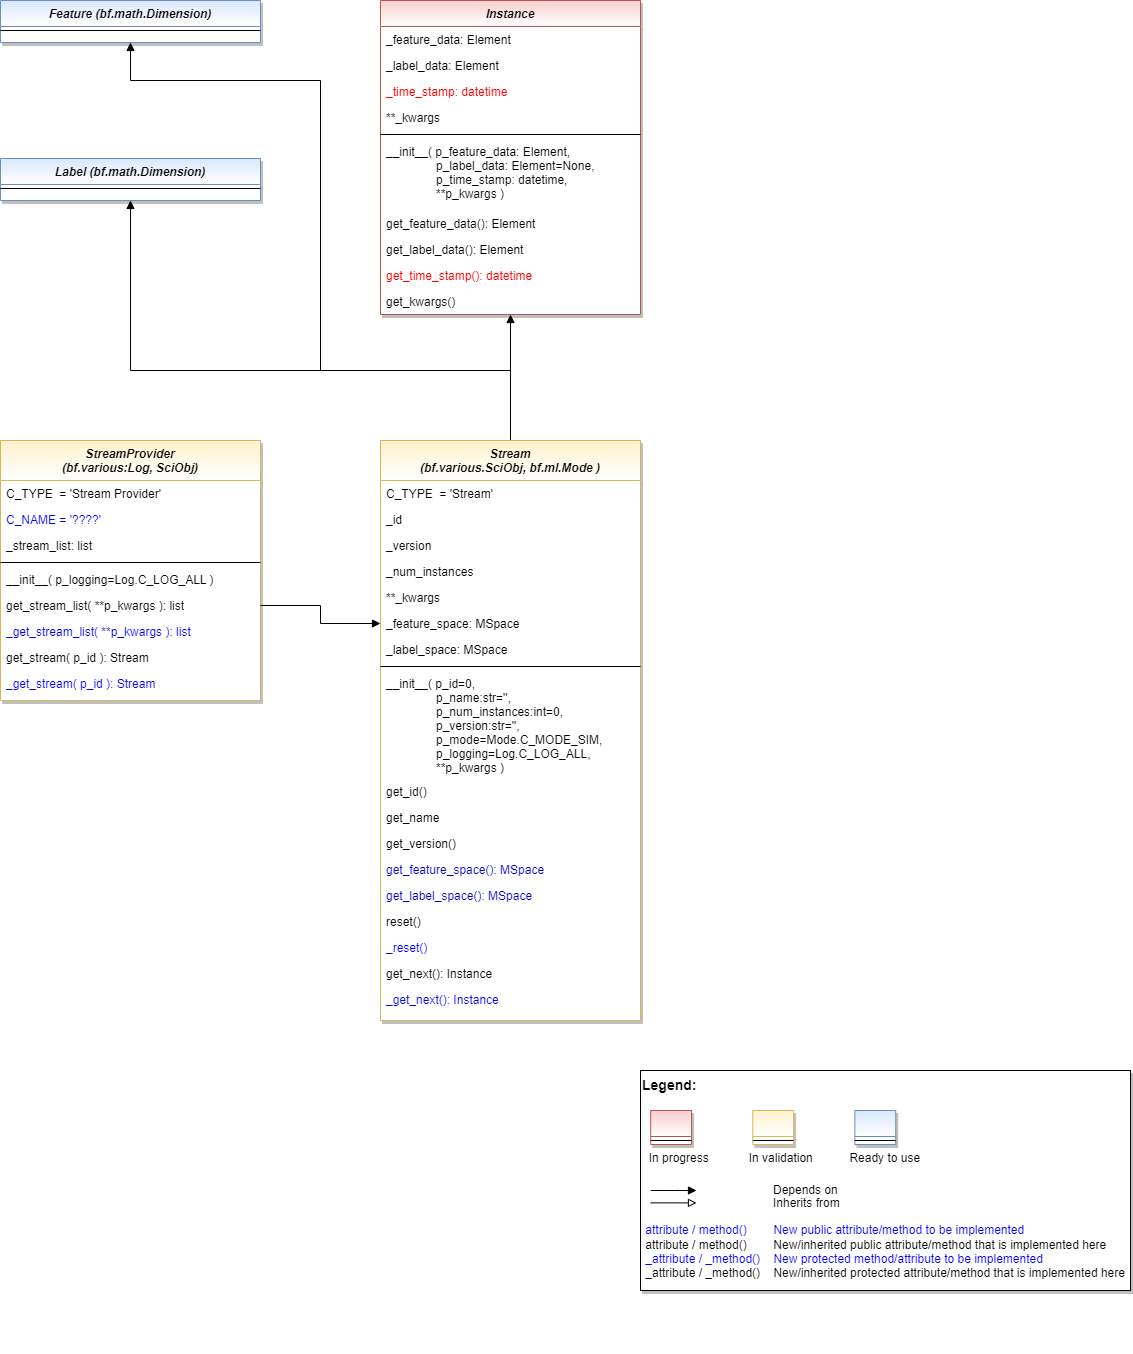 Feature (bf.math.Dimension)
Label (bf.math.Dimension)
Instance
_feature_data: Element
_label_data: Element
_time_stamp: datetime
**_kwargs
__init__( p_feature_data: Element,
p_label_data: Element=None,
p_time_stamp: datetime,
**p_kwargs )
get_feature_data(): Element
get_label_data(): Element
get_time_stamp(): datetime
get_kwargs()
StreamProvider
(bf.various:Log, SciObj)
C_TYPE  = 'Stream Provider'
C_NAME = '????'
_stream_list: list
__init__( p_logging=Log.C_LOG_ALL )
get_stream_list( **p_kwargs ): list
_get_stream_list( **p_kwargs ): list
get_stream( p_id ): Stream
_get_stream( p_id ): Stream
Stream
(bf.various.SciObj, bf.ml.Mode )
C_TYPE  = 'Stream'
_id
_version
_num_instances
**_kwargs
_feature_space: MSpace
_label_space: MSpace
__init__( p_id=0,
p_name:str='',
p_num_instances:int=0,
p_version:str='',
p_mode=Mode.C_MODE_SIM,
p_logging=Log.C_LOG_ALL,
**p_kwargs )
get_id()
get_name
get_version()
get_feature_space(): MSpace
get_label_space(): MSpace
reset()
_reset()
get_next(): Instance
_get_next(): Instance
Legend:
In progress
In validation
Ready to use
Depends on
Inherits from
attribute / method() New public attribute/method to be implemented
attribute / method() New/inherited public attribute/method that is implemented here
_attribute / _method() New protected method/attribute to be implemented
_attribute / _method() New/inherited protected attribute/method that is implemented here